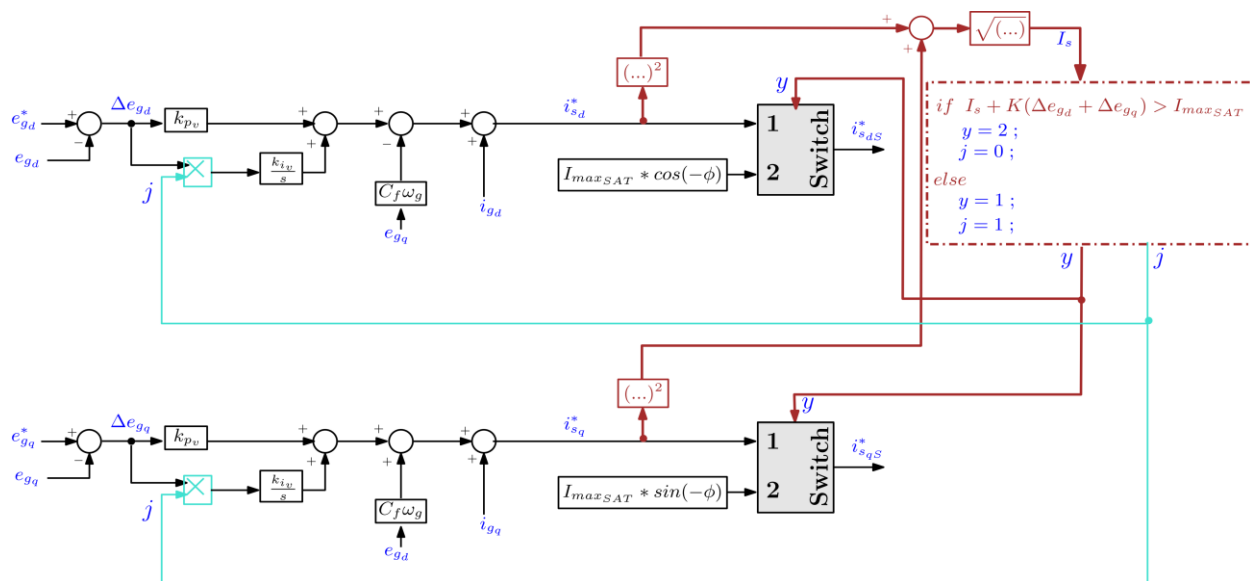 (...)²
√(...)
I_s
if I_s + K(Δe_{g_d} + Δe_{g_q}) > I_{max_{SAT}}
y = 2 ;
j = 0 ;
else
y = 1 ;
j = 1 ;
y
j
e*_{g_d}
Δe_{g_d}
k_{p_v}
e_{g_d}
j
k_{i_v}/s
C_f ω_g
e_{g_q}
i_{g_d}
i*_{s_d}
I_{max_{SAT}} * cos(-ϕ)
y
1
2
Switch
i*_{s_{dS}}
+
+
+
−
+
+
+
−
+
+
(...)²
e*_{g_q}
Δe_{g_q}
k_{p_v}
e_{g_q}
j
k_{i_v}/s
C_f ω_g
e_{g_d}
i_{g_q}
i*_{s_q}
I_{max_{SAT}} * sin(-ϕ)
y
1
2
Switch
i*_{s_{qS}}
+
−
+
+
+
+
+
+